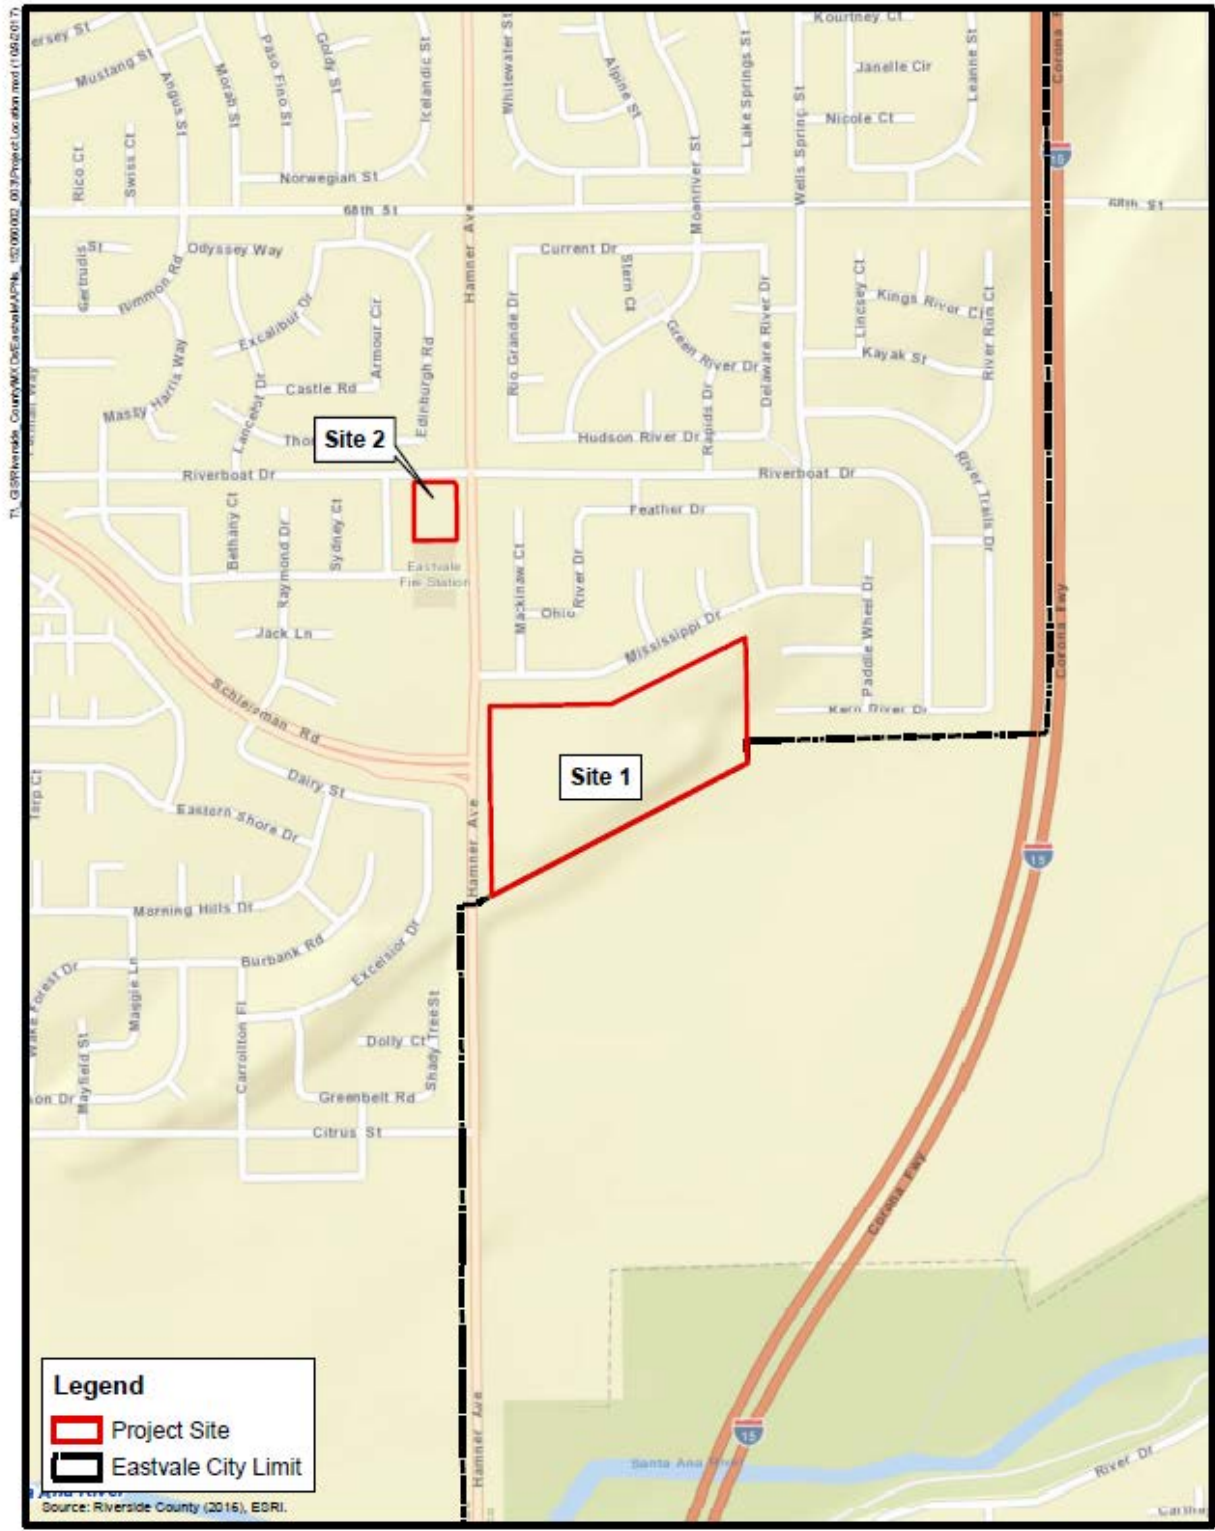 Kourtney Ct
Mustang St
Angus St
Morab St
Paso Fino St
Goldy St
Icelandic St
Whitewater St
Alpine St
Lake Springs St
Wells Spring St
Janelle Cir
Leanne St
Nicole Ct
15
Rico Ct
Swiss Ct
Norwegian St
Moonriver St
68th St
68th St
Hamner Ave
Gertrudis St
Odyssey Way
Current Dr
Stern Ct
Rimmon Rd
Excalibur Dr
Armour Cir
Edinburgh Rd
Rio Grande Dr
Green River Dr
Delaware River Dr
Lincsey Ct
Kings River Ct
River Run Ct
Kayak St
Massy Harris Way
Lancelot Dr
Castle Rd
Rapids Dr
Site 2
Hudson River Dr
Riverboat Dr
Riverboat Dr
River Trails Dr
Bethany Ct
Raymond Dr
Sydney Ct
Feather Dr
Eastvale
Fire Station
Mackinaw Ct
Ohio
River Dr
Mississippi Dr
Paddle Wheel Dr
Corona Fwy
Jack Ln
Schleisman Rd
Kern River Dr
Site 1
Dairy St
Eastern Shore Dr
Hamner Ave
15
Morning Hills Dr
Burbank Rd
Excelsior Dr
Wake Forest Dr
Maggie Ln
Mayfield St
Dolly Ct
Shady Tree St
Greenbelt Rd
Citrus St
Corona Fwy
Legend
Project Site
Eastvale City Limit
Source: Riverside County (2016), ESRI.
Hamner Ave
15
Santa Ana River
River Dr